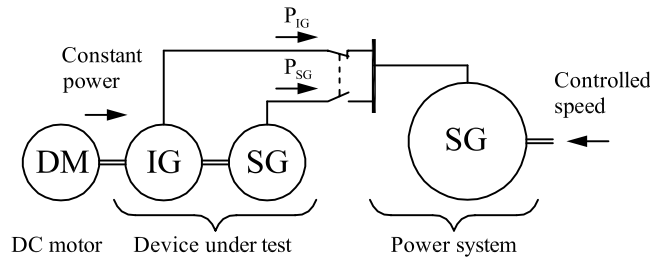 P_IG
Constant
power
P_SG
Controlled
speed
DM
IG
SG
SG
DC motor
Device under test
Power system